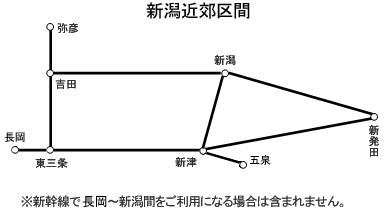 新潟近郊区間
弥彦
新潟
吉田
新発田
長岡
東三条
新津
五泉
※新幹線で長岡〜新潟間をご利用になる場合は含まれません。